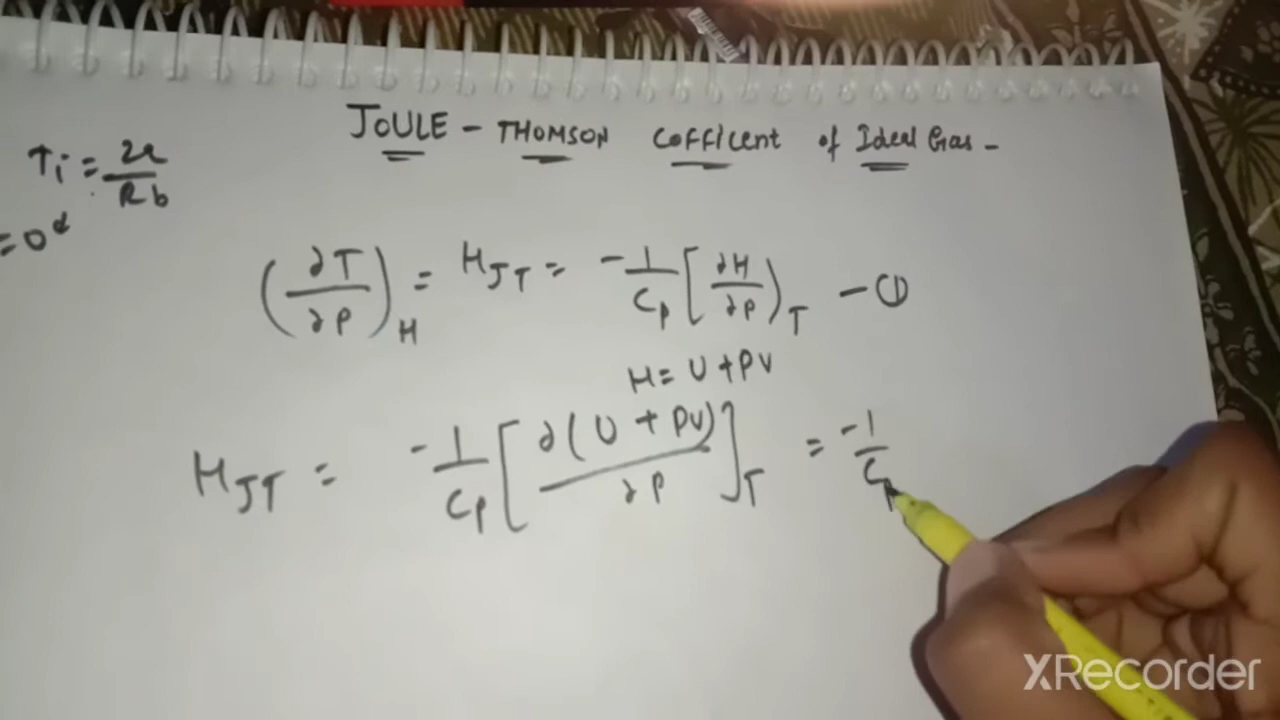 JOULE - THOMSON COFFICENT of Ideal Gas -
Ti = 2a / Rb
= 0
(∂T/∂P)H = μJT = -1/CP [∂H/∂P)T - ①
H = U + PV
μJT = -1/CP [∂(U + PV)/∂P]T = -1/CP
XRecorder